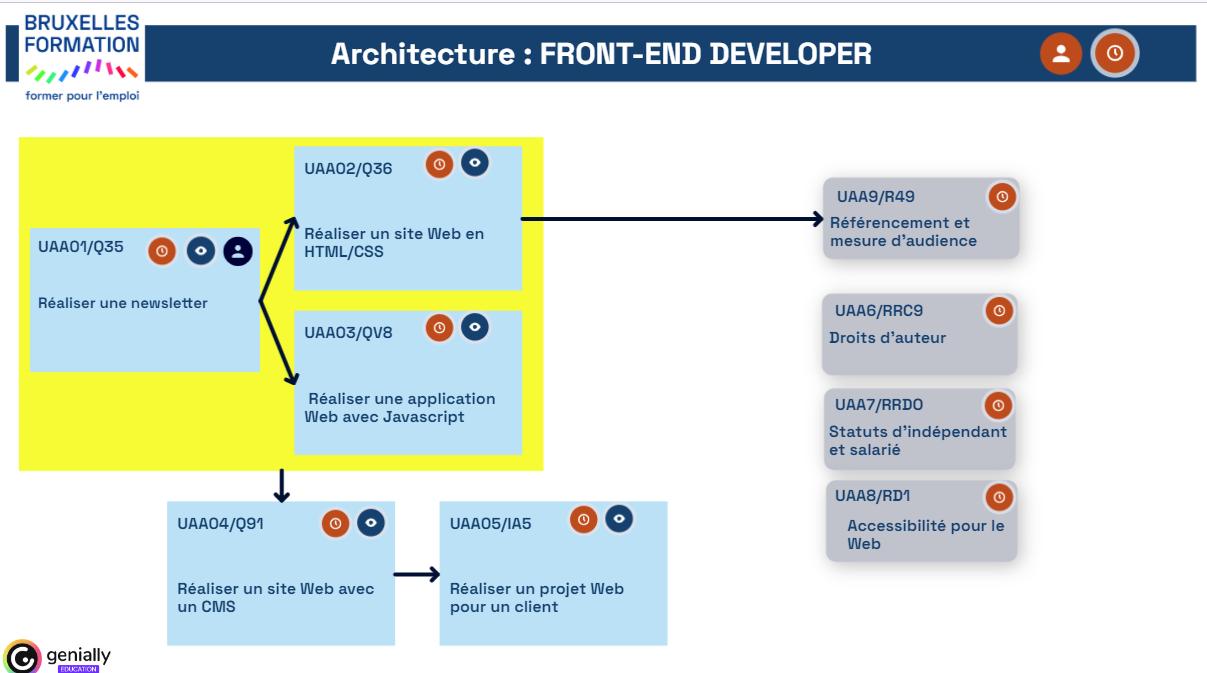 BRUXELLES
FORMATION
former pour l'emploi
Architecture : FRONT-END DEVELOPER
UAA01/Q35
Réaliser une newsletter
UAA02/Q36
Réaliser un site Web en
HTML/CSS
UAA03/QV8
Réaliser une application
Web avec Javascript
UAA04/Q91
Réaliser un site Web avec
un CMS
UAA05/IA5
Réaliser un projet Web
pour un client
UAA9/R49
Référencement et
mesure d'audience
UAA6/RRC9
Droits d'auteur
UAA7/RRD0
Statuts d'indépendant
et salarié
UAA8/RD1
Accessibilité pour le
Web
genially
EDUCATION